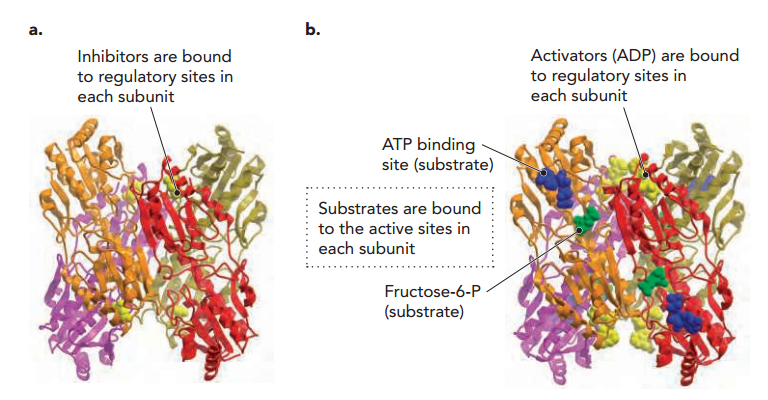 a.
Inhibitors are bound
to regulatory sites in
each subunit
b.
Activators (ADP) are bound
to regulatory sites in
each subunit
ATP binding
site (substrate)
Substrates are bound
to the active sites in
each subunit
Fructose-6-P
(substrate)